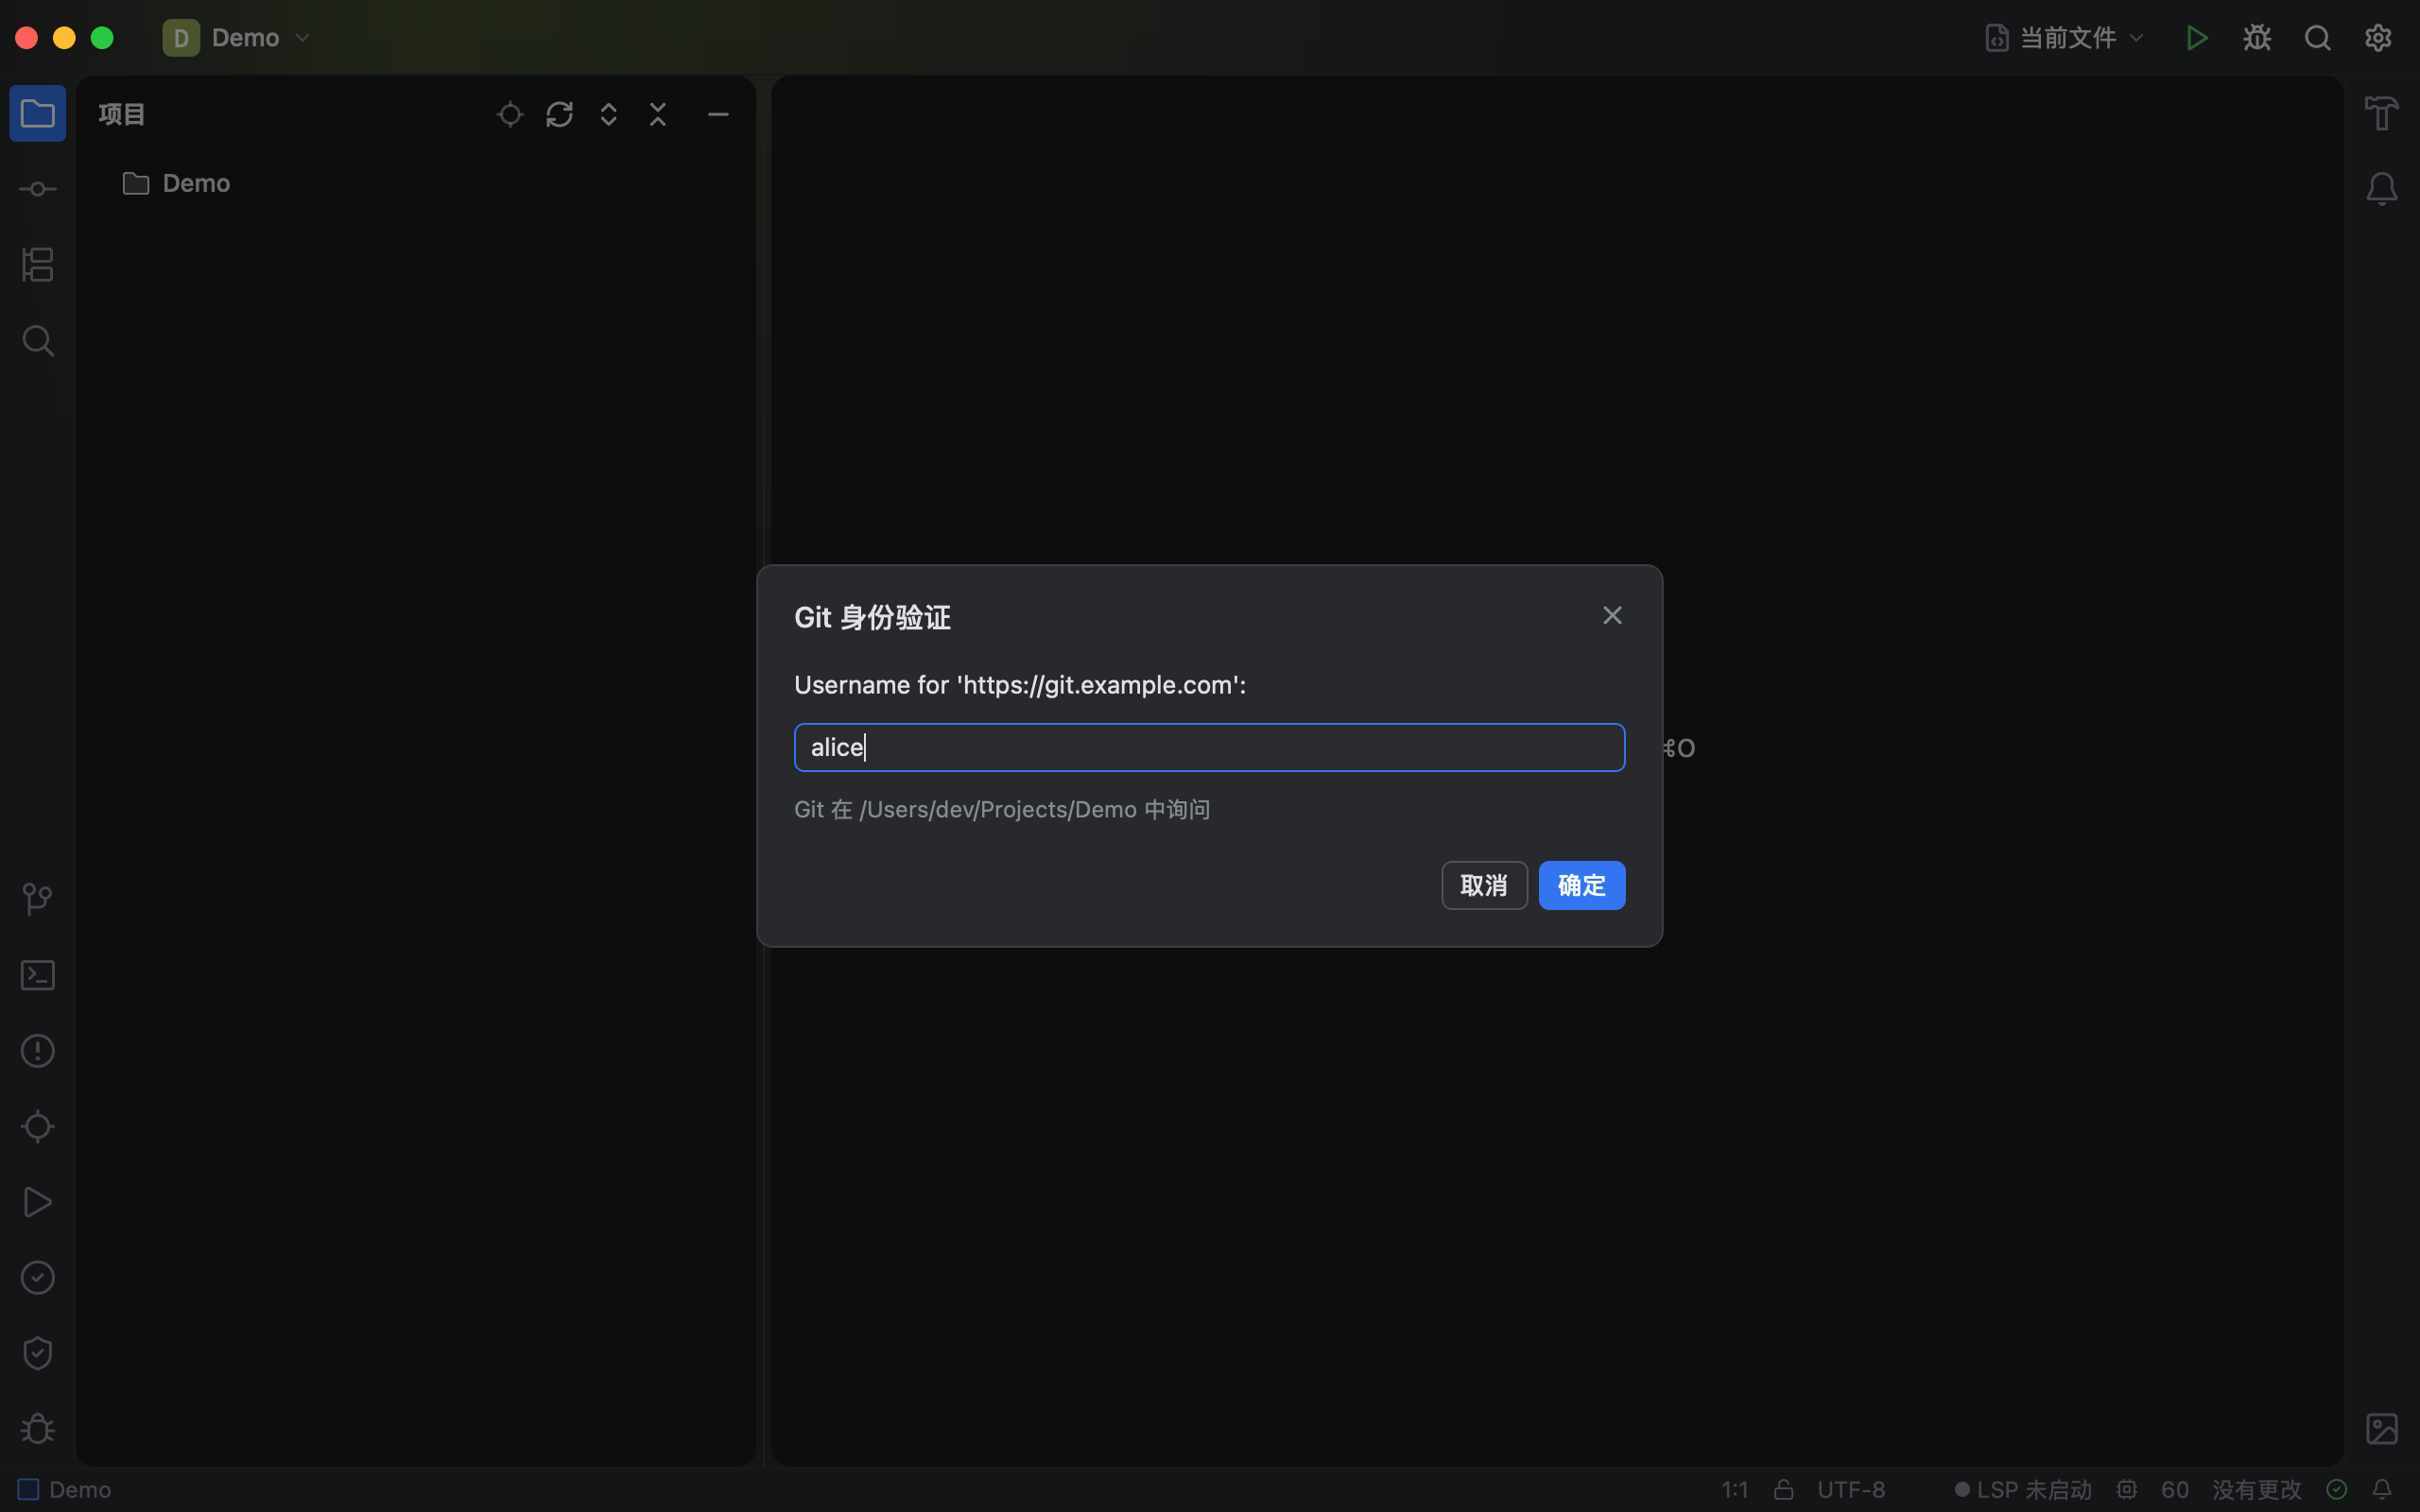 D Demo
当前文件
项目
Demo
Git 身份验证
Username for 'https://git.example.com':
alice
⌘O
Git 在 /Users/dev/Projects/Demo 中询问
取消
确定
Demo
1:1
UTF-8
LSP 未启动
60
没有更改